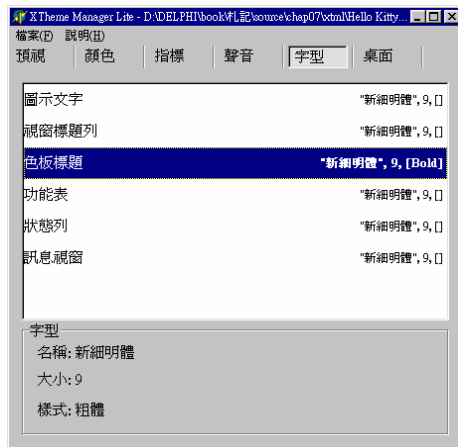 XTheme Manager Lite - D:\DELPHI\book\札記\source\chap07\xtml\Hello Kitty...
檔案(F) 說明(H)
預視 顏色 指標 聲音 字型 桌面
圖示文字 "新細明體", 9, []
視窗標題列 "新細明體", 9, []
色板標題 "新細明體", 9, [Bold]
功能表 "新細明體", 9, []
狀態列 "新細明體", 9, []
訊息視窗 "新細明體", 9, []
字型
名稱: 新細明體
大小: 9
樣式: 粗體